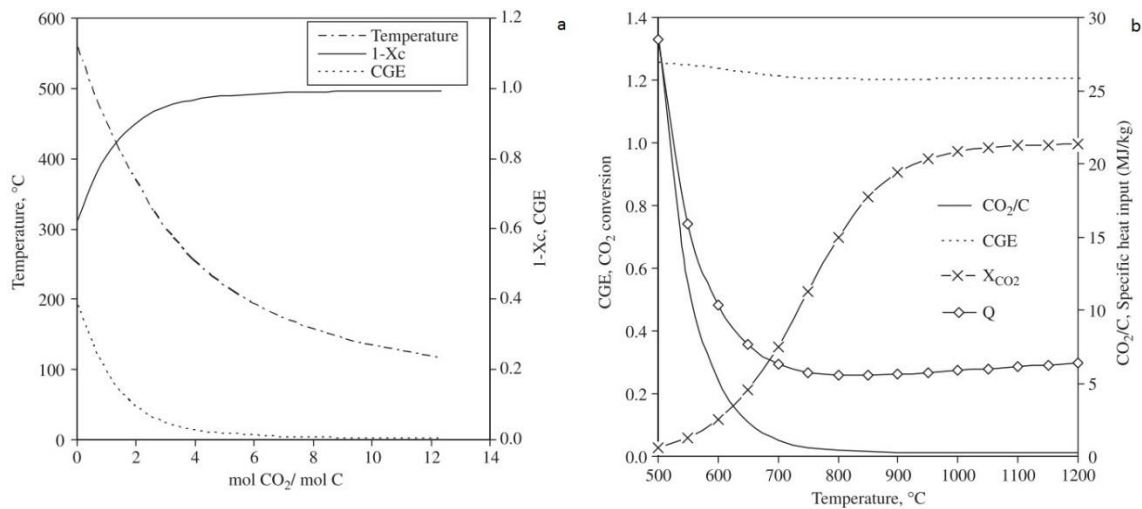 a
600
500
400
300
200
100
0
Temperature, °C
1.2
1.0
0.8
0.6
0.4
0.2
0.0
1-Xc, CGE
Temperature
1-Xc
CGE
0 2 4 6 8 10 12 14
mol CO₂/ mol C
b
1.4
1.2
1.0
0.8
0.6
0.4
0.2
0.0
CGE, CO₂ conversion
30
25
20
15
10
5
0
CO₂/C, Specific heat input (MJ/kg)
CO₂/C
CGE
X_CO₂
Q
500 600 700 800 900 1000 1100 1200
Temperature, °C